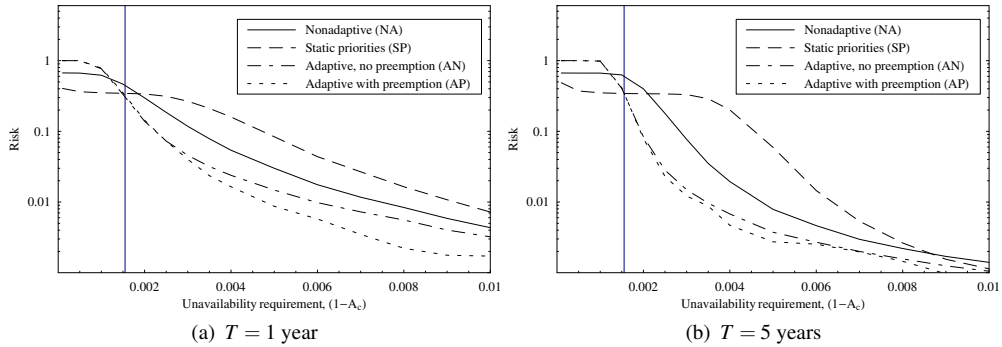 Nonadaptive (NA)
Static priorities (SP)
Adaptive, no preemption (AN)
Adaptive with preemption (AP)
1
0.1
0.01
Risk
0.002
0.004
0.006
0.008
0.01
Unavailability requirement, (1−A_c)
(a) T = 1 year
Nonadaptive (NA)
Static priorities (SP)
Adaptive, no preemption (AN)
Adaptive with preemption (AP)
1
0.1
0.01
Risk
0.002
0.004
0.006
0.008
0.01
Unavailability requirement, (1−A_c)
(b) T = 5 years